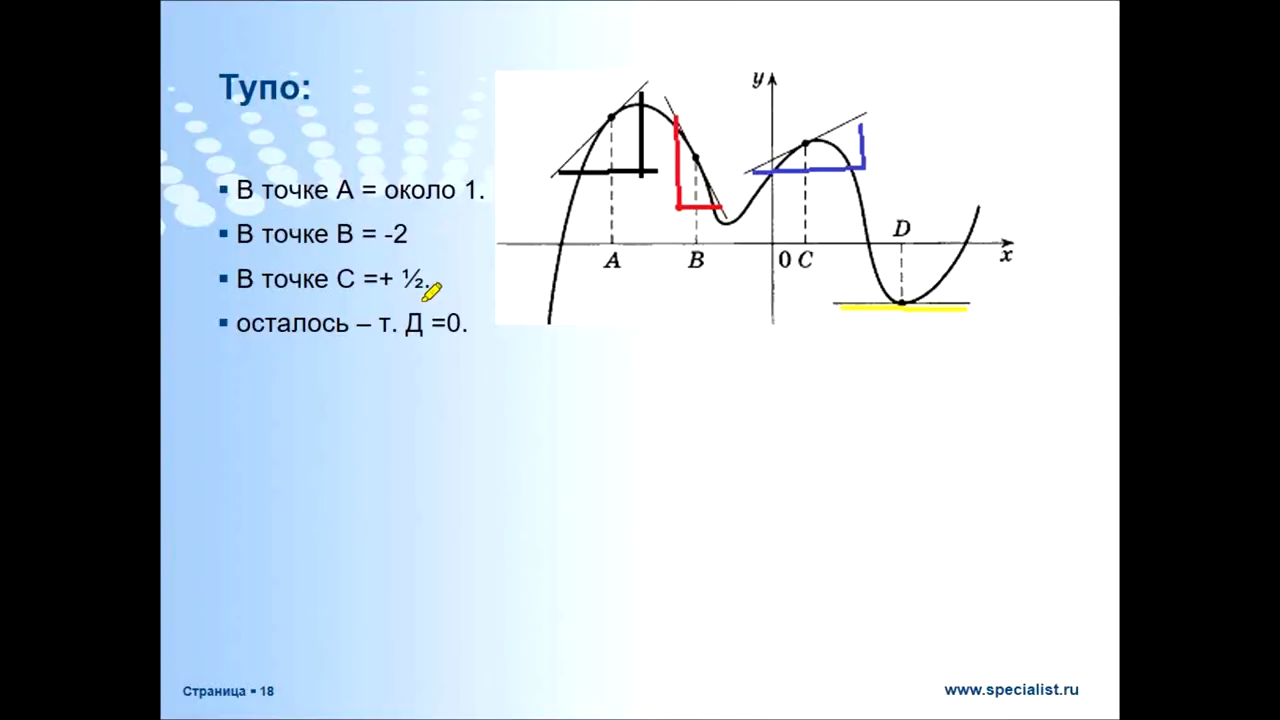 Тупо:
В точке А = около 1.
В точке В = -2
В точке С =+ ½.
осталось – т. Д =0.
y
D
A
B
0 C
x
Страница ▪ 18
www.specialist.ru